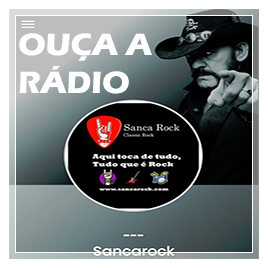 OUÇA A
RÁDIO
Sanca Rock
Classic Rock
Aqui toca de tudo,
Tudo que é Rock
www.sancarock.com
---
Sancarock